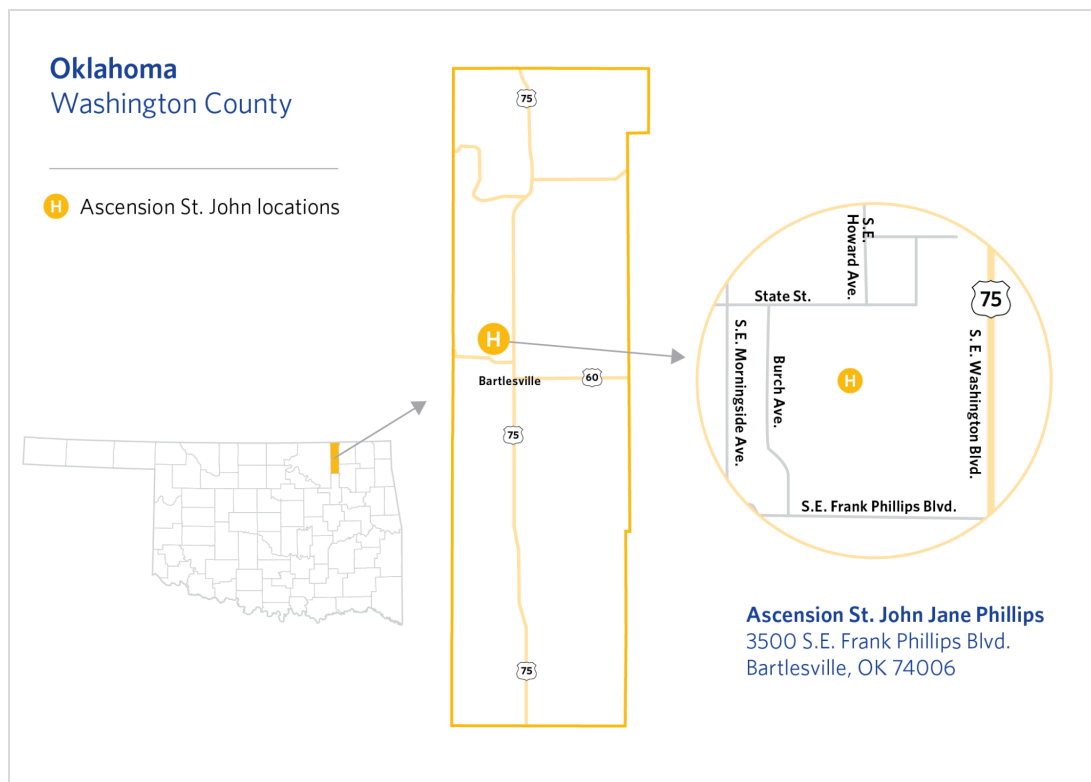 Oklahoma
Washington County
H Ascension St. John locations
75
H
Bartlesville
60
75
75
S.E.
Howard Ave.
State St.
75
S.E. Morningside Ave.
Burch Ave.
H
S.E. Washington Blvd.
S.E. Frank Phillips Blvd.
Ascension St. John Jane Phillips
3500 S.E. Frank Phillips Blvd.
Bartlesville, OK 74006